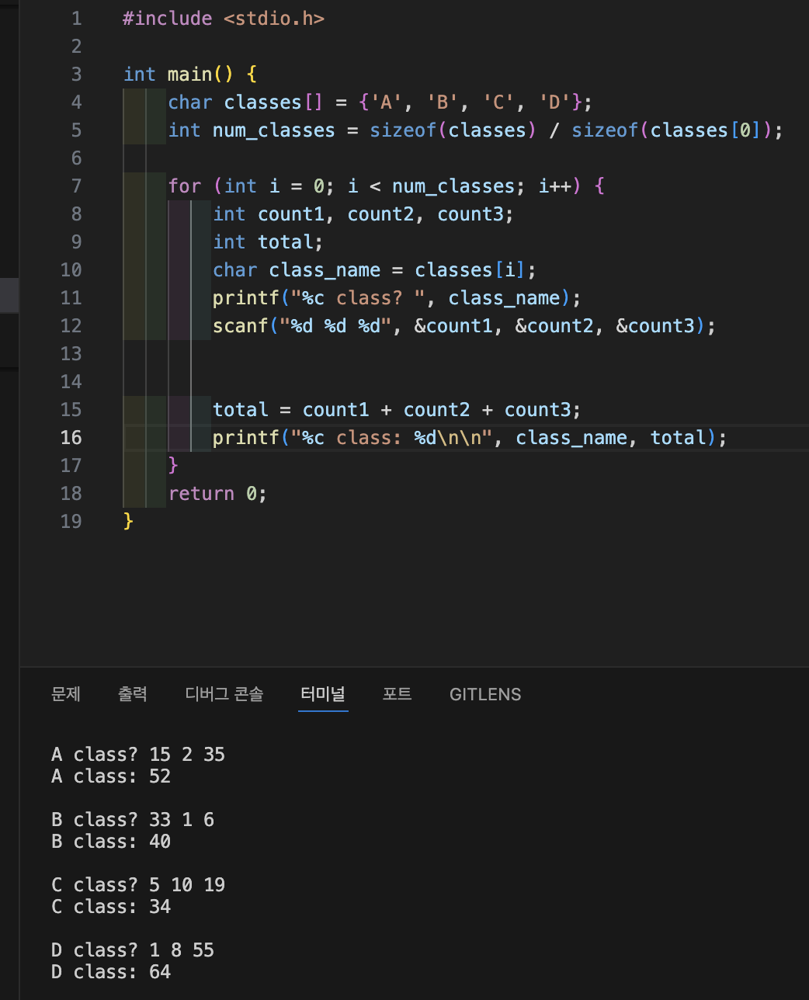 1 #include <stdio.h>
2
3 int main() {
4 char classes[] = {'A', 'B', 'C', 'D'};
5 int num_classes = sizeof(classes) / sizeof(classes[0]);
6
7 for (int i = 0; i < num_classes; i++) {
8 int count1, count2, count3;
9 int total;
10 char class_name = classes[i];
11 printf("%c class? ", class_name);
12 scanf("%d %d %d", &count1, &count2, &count3);
13
14
15 total = count1 + count2 + count3;
16 printf("%c class: %d\n\n", class_name, total);
17 }
18 return 0;
19 }
문제 출력 디버그 콘솔 터미널 포트 GITLENS
A class? 15 2 35
A class: 52
B class? 33 1 6
B class: 40
C class? 5 10 19
C class: 34
D class? 1 8 55
D class: 64